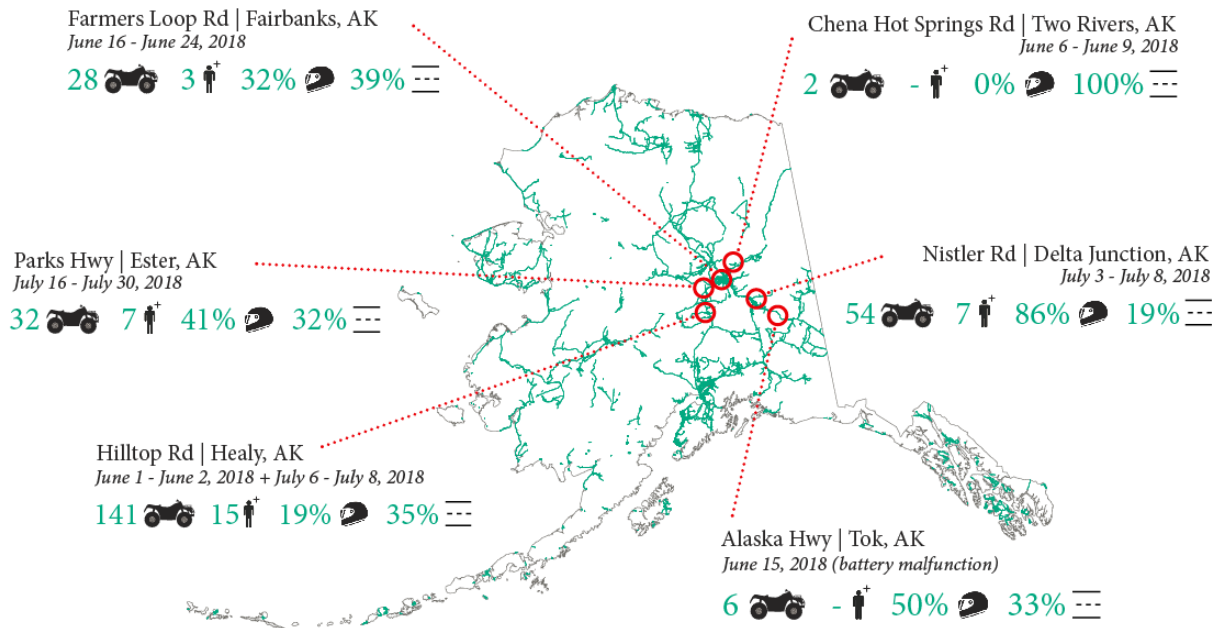 Farmers Loop Rd | Fairbanks, AK
June 16 - June 24, 2018
28 3 + 32% 39%
Chena Hot Springs Rd | Two Rivers, AK
June 6 - June 9, 2018
2 - + 0% 100%
Parks Hwy | Ester, AK
July 16 - July 30, 2018
32 7 + 41% 32%
Nistler Rd | Delta Junction, AK
July 3 - July 8, 2018
54 7 + 86% 19%
Hilltop Rd | Healy, AK
June 1 - June 2, 2018 + July 6 - July 8, 2018
141 15 + 19% 35%
Alaska Hwy | Tok, AK
June 15, 2018 (battery malfunction)
6 - + 50% 33%